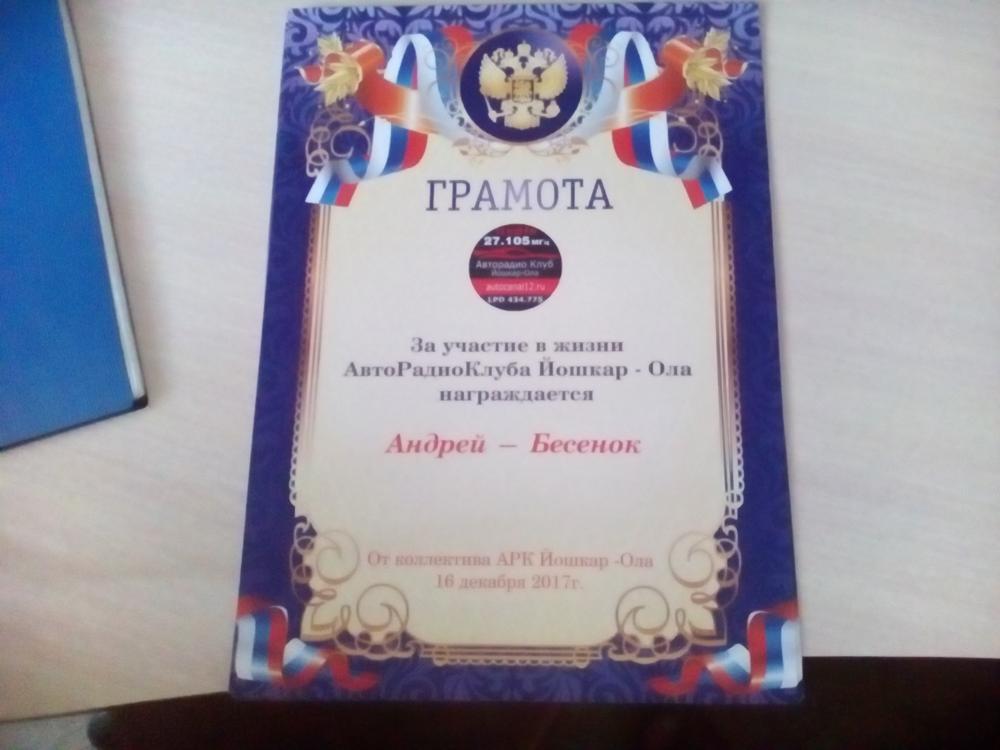 ГРАМОТА
27.105 мгц
Авторадио Клуб
Йошкар-Ола
autocanal12.ru
LPD 434.775
За участие в жизни
АвтоРадиоКлуба Йошкар - Ола
награждается
Андрей – Бесенок
От коллектива АРК Йошкар -Ола
16 декабря 2017г.